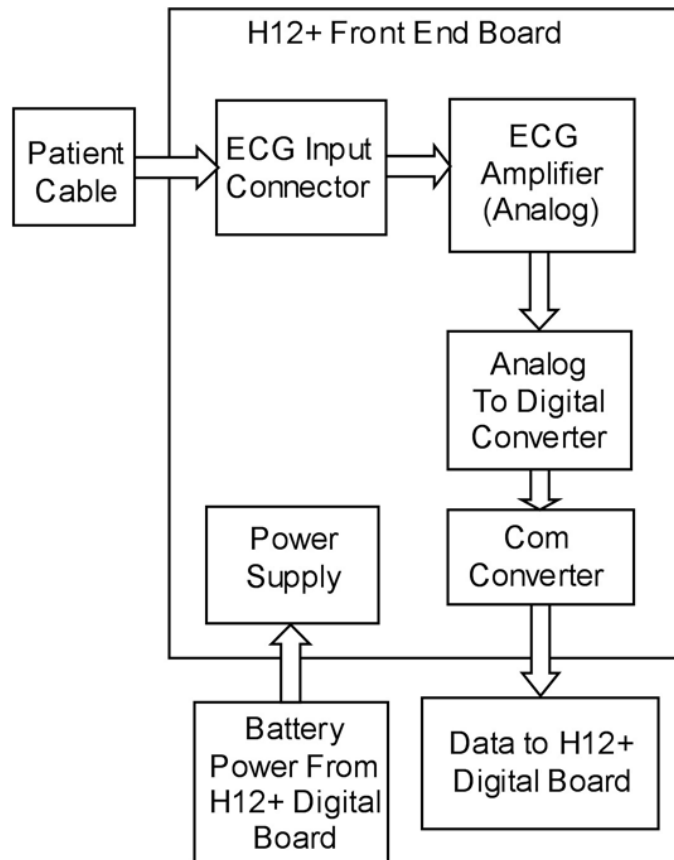 H12+ Front End Board
Patient
Cable
ECG Input
Connector
ECG
Amplifier
(Analog)
Analog
To Digital
Converter
Power
Supply
Com
Converter
Battery
Power From
H12+ Digital
Board
Data to H12+
Digital Board